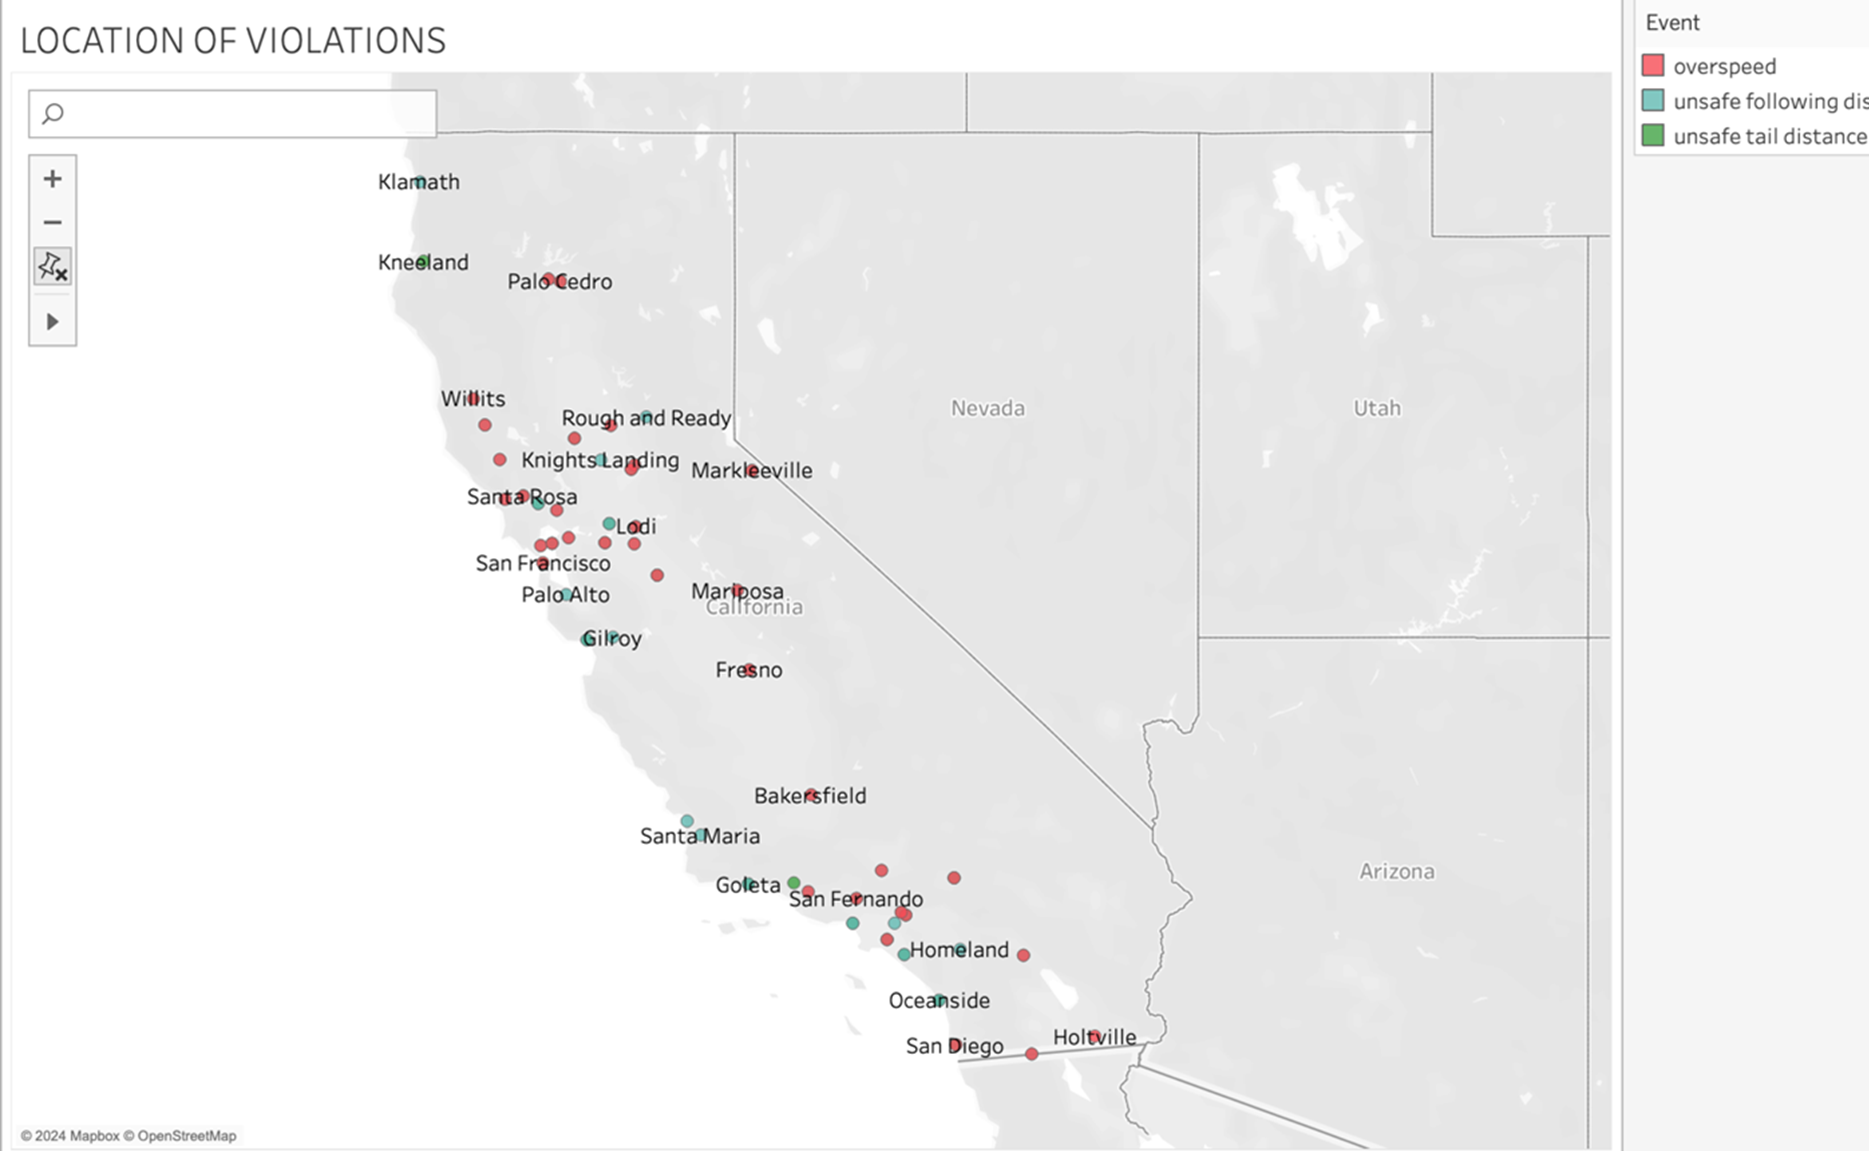 LOCATION OF VIOLATIONS
Event
overspeed
unsafe following dis
unsafe tail distance
Klamath
Kneeland
Palo Cedro
Willits
Rough and Ready
Nevada
Utah
Knights Landing
Markleeville
Santa Rosa
Lodi
San Francisco
Palo Alto
Mariposa
California
Gilroy
Fresno
Bakersfield
Santa Maria
Arizona
Goleta
San Fernando
Homeland
Oceanside
Holtville
San Diego
© 2024 Mapbox © OpenStreetMap